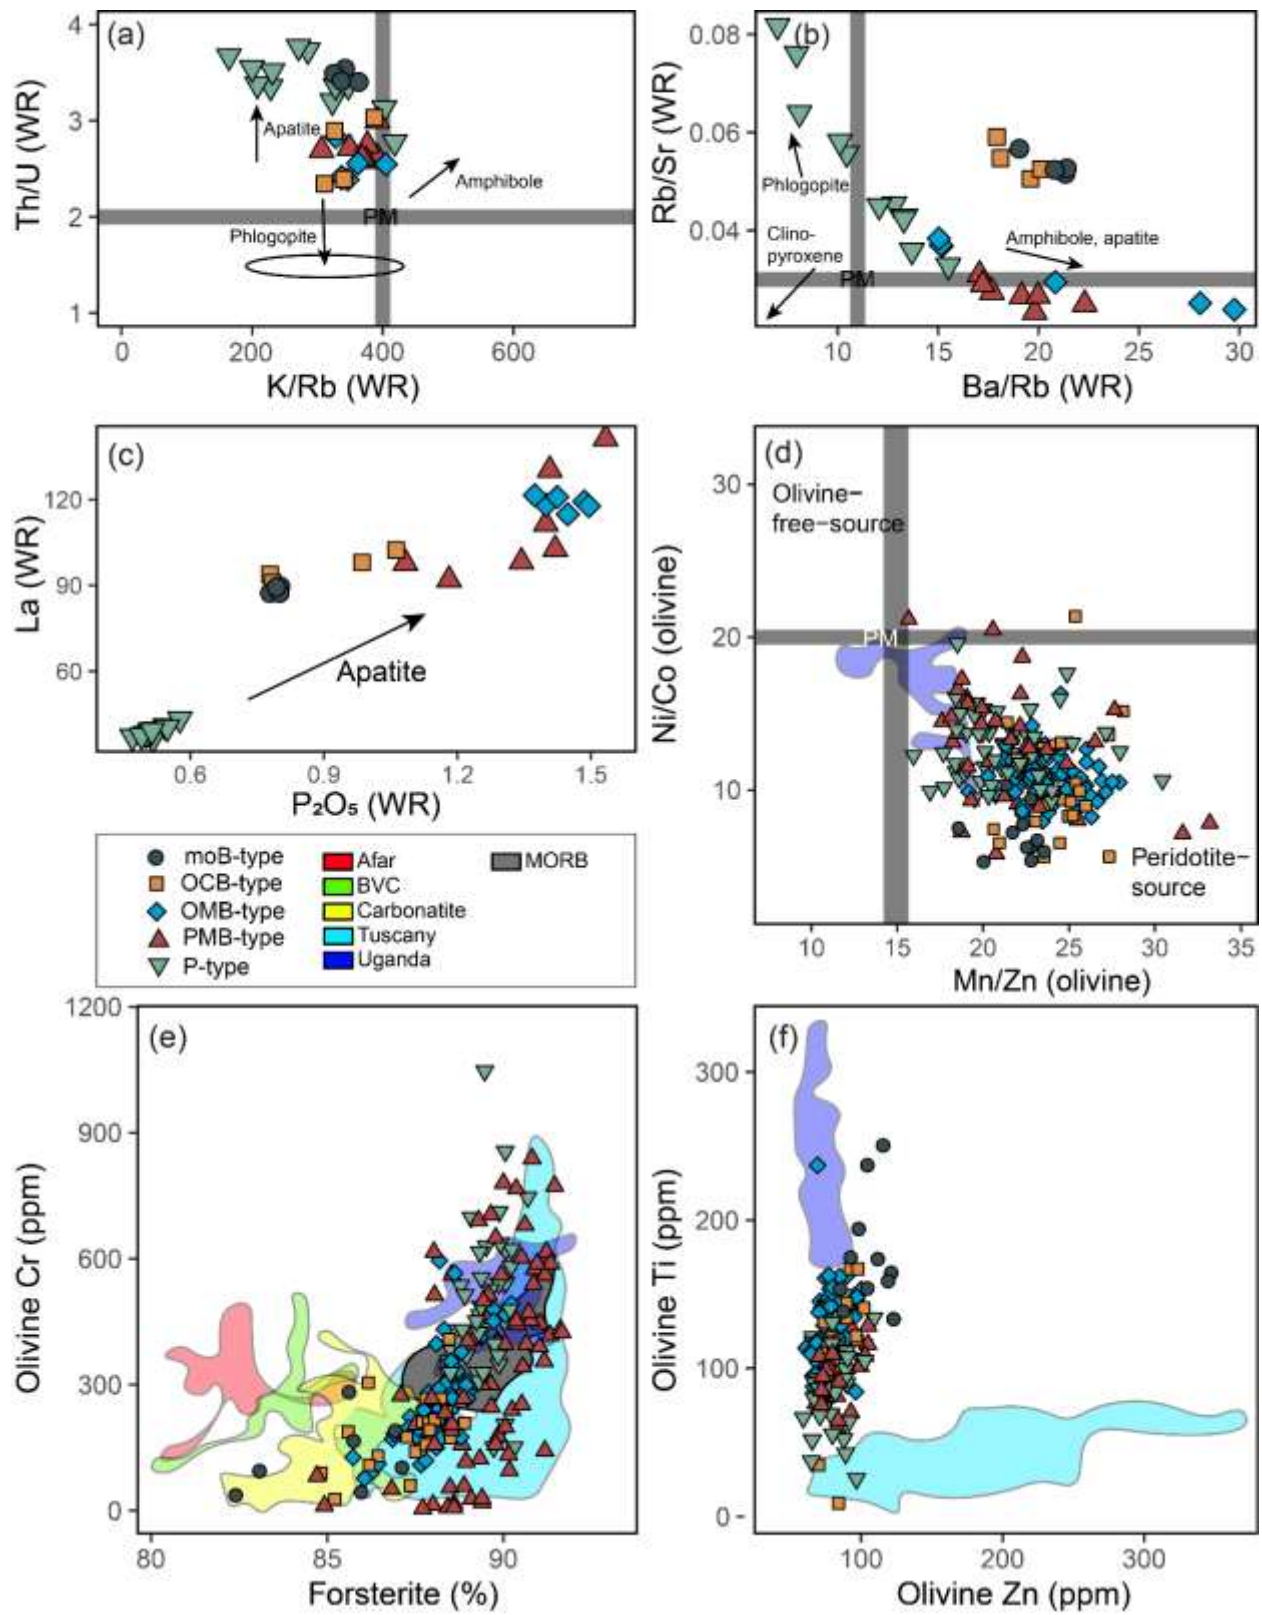 (a)
Th/U (WR)
4
3
2
1
Apatite
Amphibole
PM
Phlogopite
0
200
400
600
K/Rb (WR)
(b)
Rb/Sr (WR)
0.08
0.06
0.04
Phlogopite
Clino-
pyroxene
Amphibole, apatite
PM
10
15
20
25
30
Ba/Rb (WR)
(c)
La (WR)
120
90
60
Apatite
0.6
0.9
1.2
1.5
P₂O₅ (WR)
(d)
Ni/Co (olivine)
30
20
10
Olivine-
free-source
PM
Peridotite-
source
10
15
20
25
30
35
Mn/Zn (olivine)
moB-type
OCB-type
OMB-type
PMB-type
P-type
Afar
BVC
Carbonatite
Tuscany
Uganda
MORB
(e)
Olivine Cr (ppm)
1200
900
600
300
0
80
85
90
Forsterite (%)
(f)
Olivine Ti (ppm)
300
200
100
0
100
200
300
Olivine Zn (ppm)